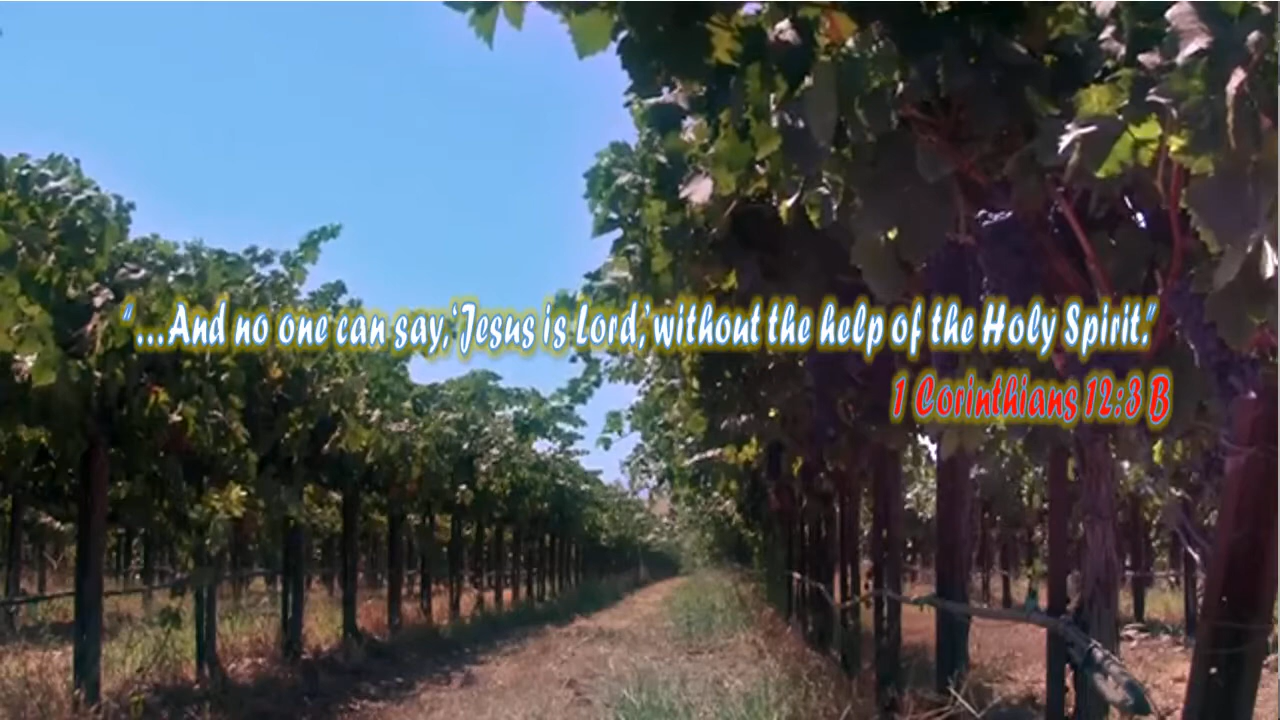 “...And no one can say, ‘Jesus is Lord,’ without the help of the Holy Spirit.”
1 Corinthians 12:3 B